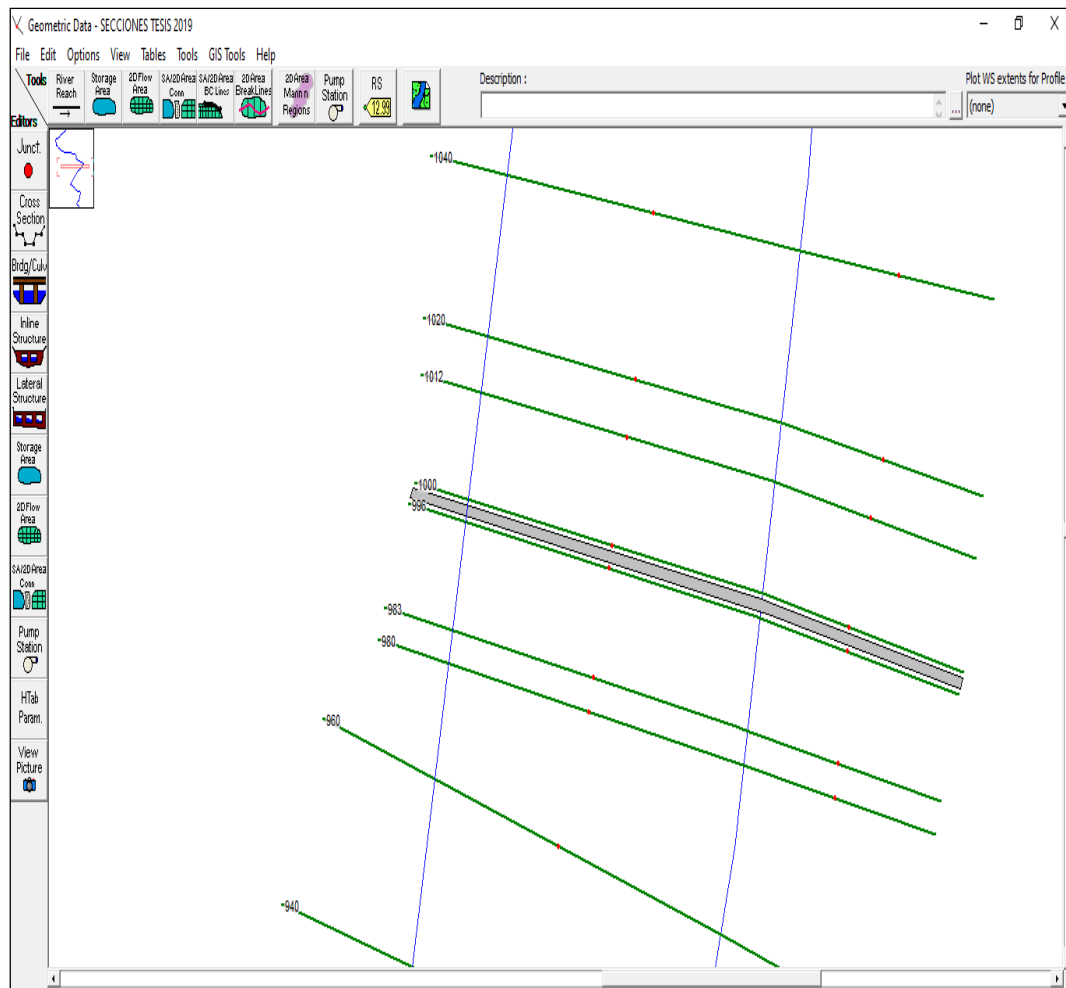 Geometric Data - SECCIONES TESIS 2019
File Edit Options View Tables Tools GIS Tools Help
Tools
Editors
River Reach
Storage Area
2D Flow Area
SA/2D Area Conn
SA/2D Area BC Lines
2D Area BreakLines
2D Area Mann n Regions
Pump Station
RS
12.99
Description :
...
Plot WS extents for Profile
(none)
Junct.
Cross Section
Brdg/Culv
Inline Structure
Lateral Structure
Storage Area
2D Flow Area
SA/2D Area Conn
Pump Station
HTab Param.
View Picture
1040
1020
1012
1000
996
983
980
960
940